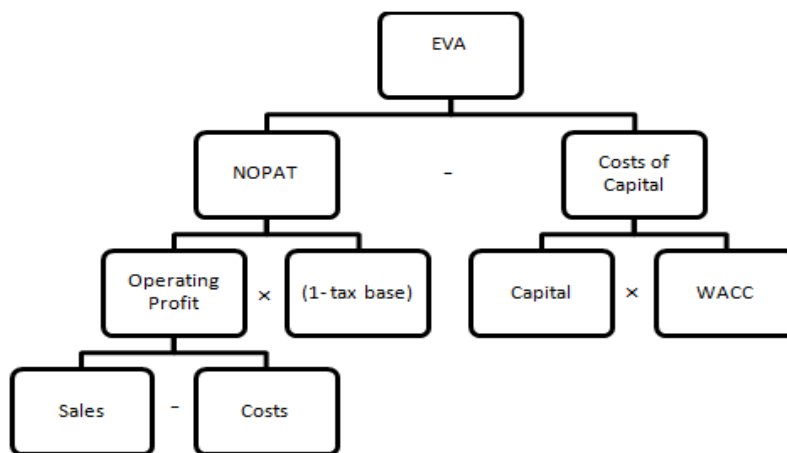 EVA
NOPAT
-
Costs of
Capital
Operating
Profit
×
(1-tax base)
Capital
×
WACC
Sales
-
Costs